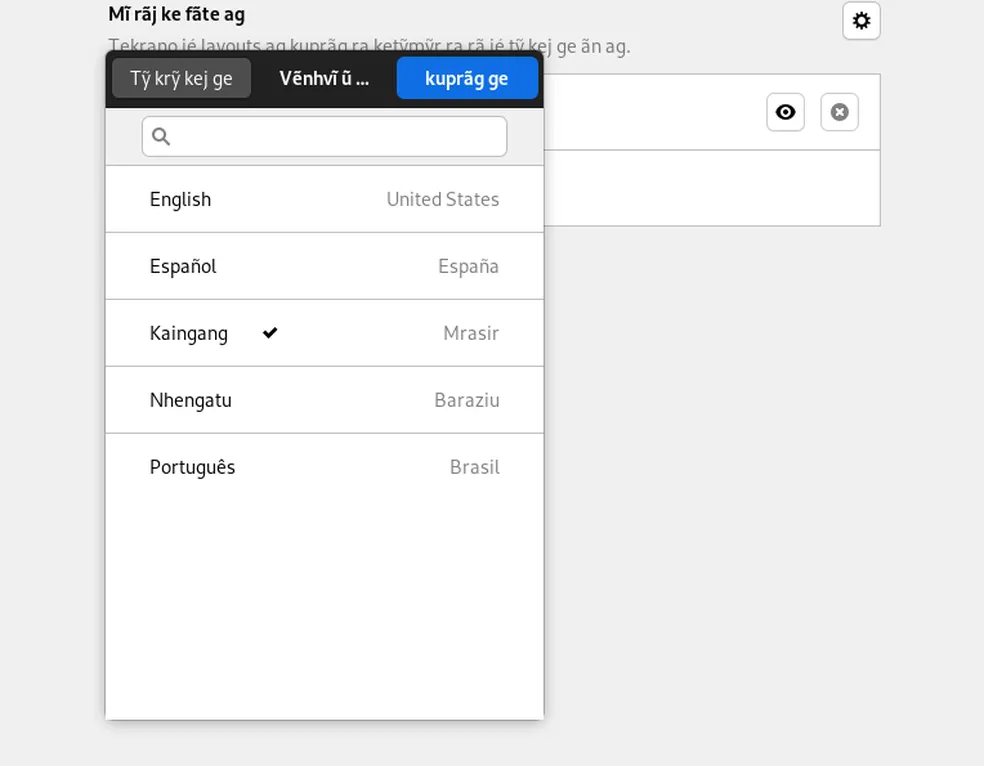 Mĩ rãj ke fãte ag
Tekrano jé layouts ag kuprãg ra ketỹmỹr ra rã jé tỹ kej ge ãn ag.
Tỹ krỹ kej ge
Vẽnhvĩ ũ ...
kuprãg ge
English United States
Español España
Kaingang Mrasir
Nhengatu Baraziu
Português Brasil